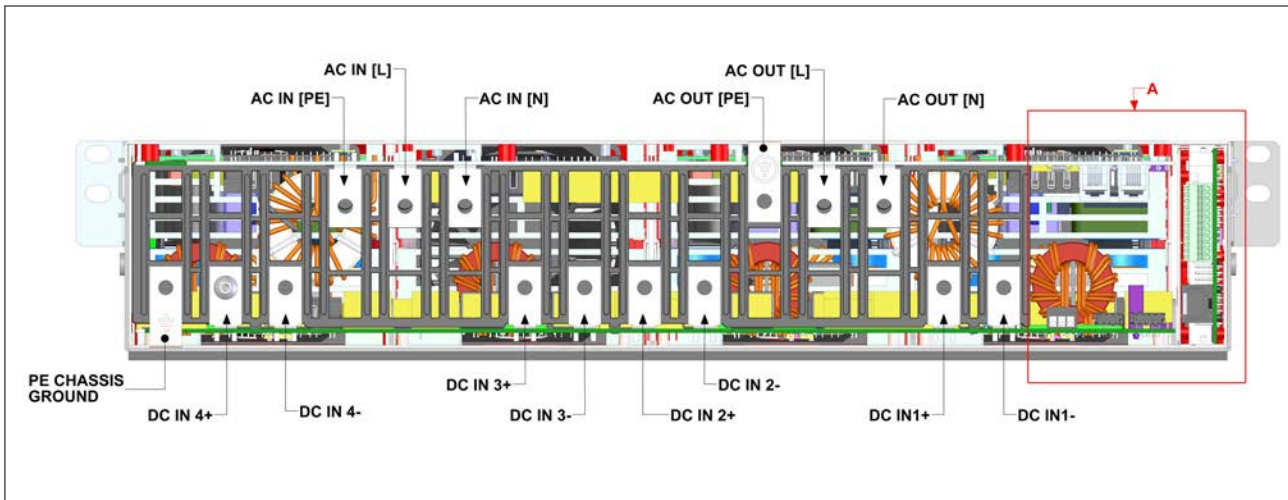 AC IN [L]
AC OUT [L]
A
AC IN [PE]
AC IN [N]
AC OUT [PE]
AC OUT [N]
PE CHASSIS
GROUND
DC IN 4+
DC IN 4-
DC IN 3+
DC IN 3-
DC IN 2+
DC IN 2-
DC IN1+
DC IN1-